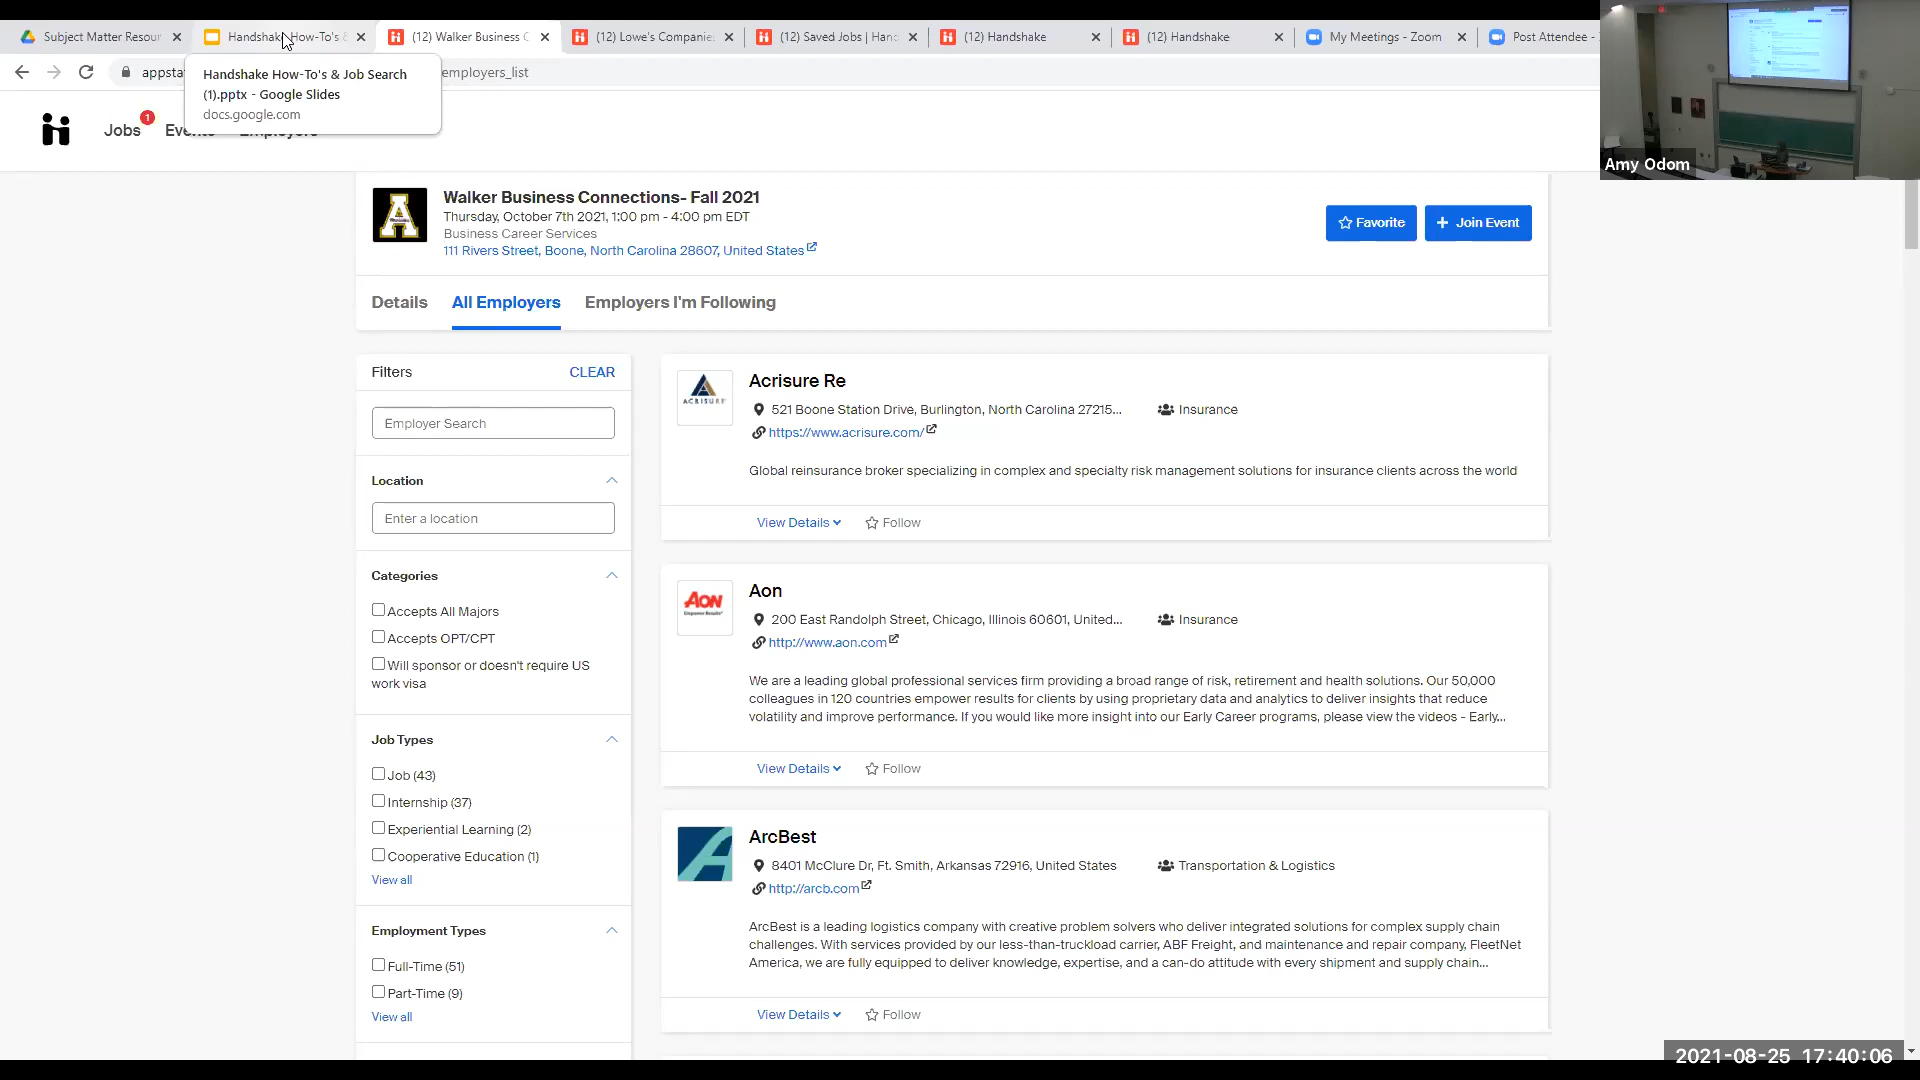 Subject Matter Resour
Handshake How-To's &
(12) Walker Business C
(12) Lowe's Companie
(12) Saved Jobs | Hand
(12) Handshake
(12) Handshake
My Meetings - Zoom
Post Attendee -
employers_list
Handshake How-To's & Job Search
(1).pptx - Google Slides
docs.google.com
Jobs
1
Amy Odom
Walker Business Connections- Fall 2021
Thursday, October 7th 2021, 1:00 pm - 4:00 pm EDT
Business Career Services
111 Rivers Street, Boone, North Carolina 28607, United States
Favorite
Join Event
Details
All Employers
Employers I'm Following
Filters
CLEAR
Employer Search
Location
Enter a location
Categories
Accepts All Majors
Accepts OPT/CPT
Will sponsor or doesn't require US
work visa
Job Types
Job (43)
Internship (37)
Experiential Learning (2)
Cooperative Education (1)
View all
Employment Types
Full-Time (51)
Part-Time (9)
View all
ACRISURE
Acrisure Re
521 Boone Station Drive, Burlington, North Carolina 27215...
Insurance
https://www.acrisure.com/
Global reinsurance broker specializing in complex and specialty risk management solutions for insurance clients across the world
View Details
Follow
AON
Empower Results
Aon
200 East Randolph Street, Chicago, Illinois 60601, United...
Insurance
http://www.aon.com
We are a leading global professional services firm providing a broad range of risk, retirement and health solutions. Our 50,000
colleagues in 120 countries empower results for clients by using proprietary data and analytics to deliver insights that reduce
volatility and improve performance. If you would like more insight into our Early Career programs, please view the videos - Early...
View Details
Follow
ArcBest
8401 McClure Dr, Ft. Smith, Arkansas 72916, United States
Transportation & Logistics
http://arcb.com
ArcBest is a leading logistics company with creative problem solvers who deliver integrated solutions for complex supply chain
challenges. With services provided by our less-than-truckload carrier, ABF Freight, and maintenance and repair company, FleetNet
America, we are fully equipped to deliver knowledge, expertise, and a can-do attitude with every shipment and supply chain...
View Details
Follow
2021-08-25 17:40:06